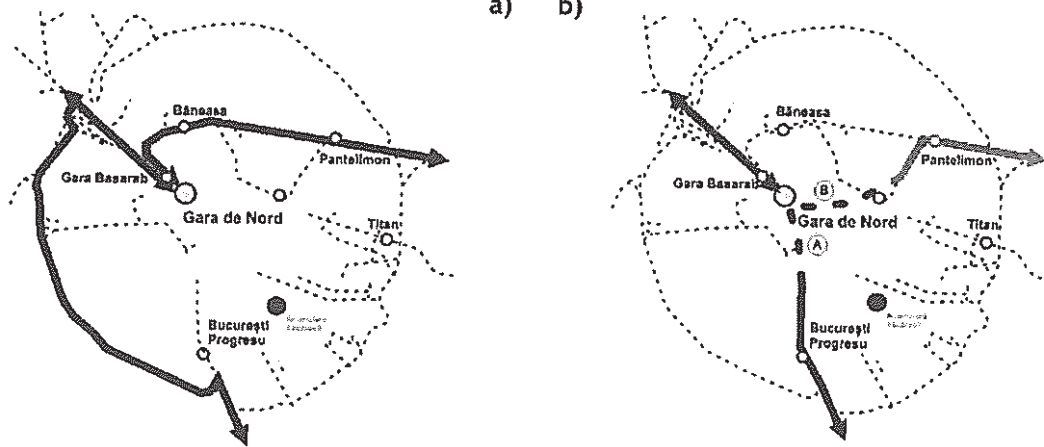 a) b)
Băneasa
Pantelimon
Gara Basarab
Gara de Nord
Titan
București
Progresu
Băneasa
Pantelimon
Gara Basarab
B
Gara de Nord
Titan
A
București
Progresu